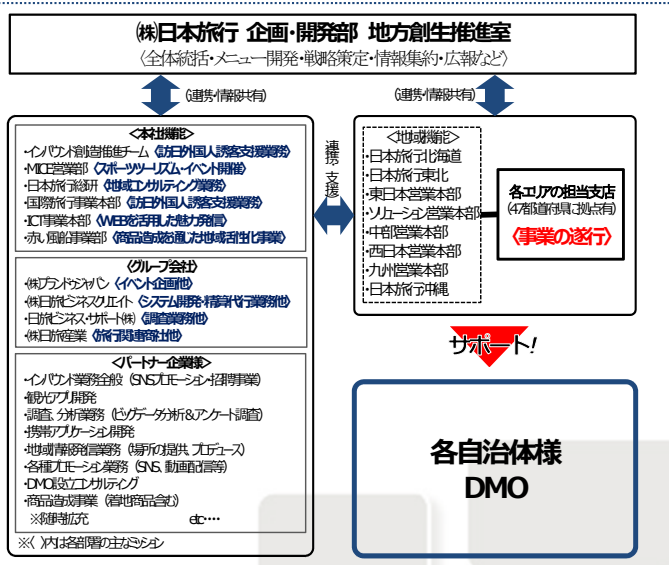 ㈱日本旅行 企画・開発部 地方創生推進室
〈全体統括・メニュー開発・戦略策定・情報集約・広報など〉
(連携・情報共有)
(連携・情報共有)
<本社機能>
・インバウンド創造推進チーム《訪日外国人誘客支援業務》
・MICE営業部《スポーツツーリズム・イベント開催》
・日本旅行総研《地域コンサルティング業務》
・国際旅行事業本部《訪日外国人誘客支援業務》
・ICT事業本部《WEBを活用した魅力発信》
・赤い風船事業部《商品造成を通した地域活性化事業》
〈グループ会社〉
・㈱プランドゥジャパン《イベント企画他》
・㈱日旅ビジネスクリエイト《システム開発・精算代行業務他》
・日旅ビジネス・サポート㈱《調査業務他》
・㈱日旅産業《旅行関連商社他》
<パートナー企業様>
・インバウンド業務全般(SNSプロモーション・招聘事業)
・観光アプリ開発
・調査、分析業務(ビッグデータ分析&アンケート調査)
・携帯アプリケーション開発
・地域情報発信業務(場所の提供、プロデュース)
・各種プロモーション業務(SNS、動画配信等)
・DMO設立コンサルティング
・商品造成事業(着地商品含む)
※随時拡充 etc・・・・
※〈 〉内は各部署の主なミッション
連携・支援
<地域機能>
・日本旅行北海道
・日本旅行東北
・東日本営業本部
・ソリューション営業本部
・中部営業本部
・西日本営業本部
・九州営業本部
・日本旅行沖縄
各エリアの担当支店
(47都道府県に拠点有)
〈事業の遂行〉
サポート!
各自治体様
DMO